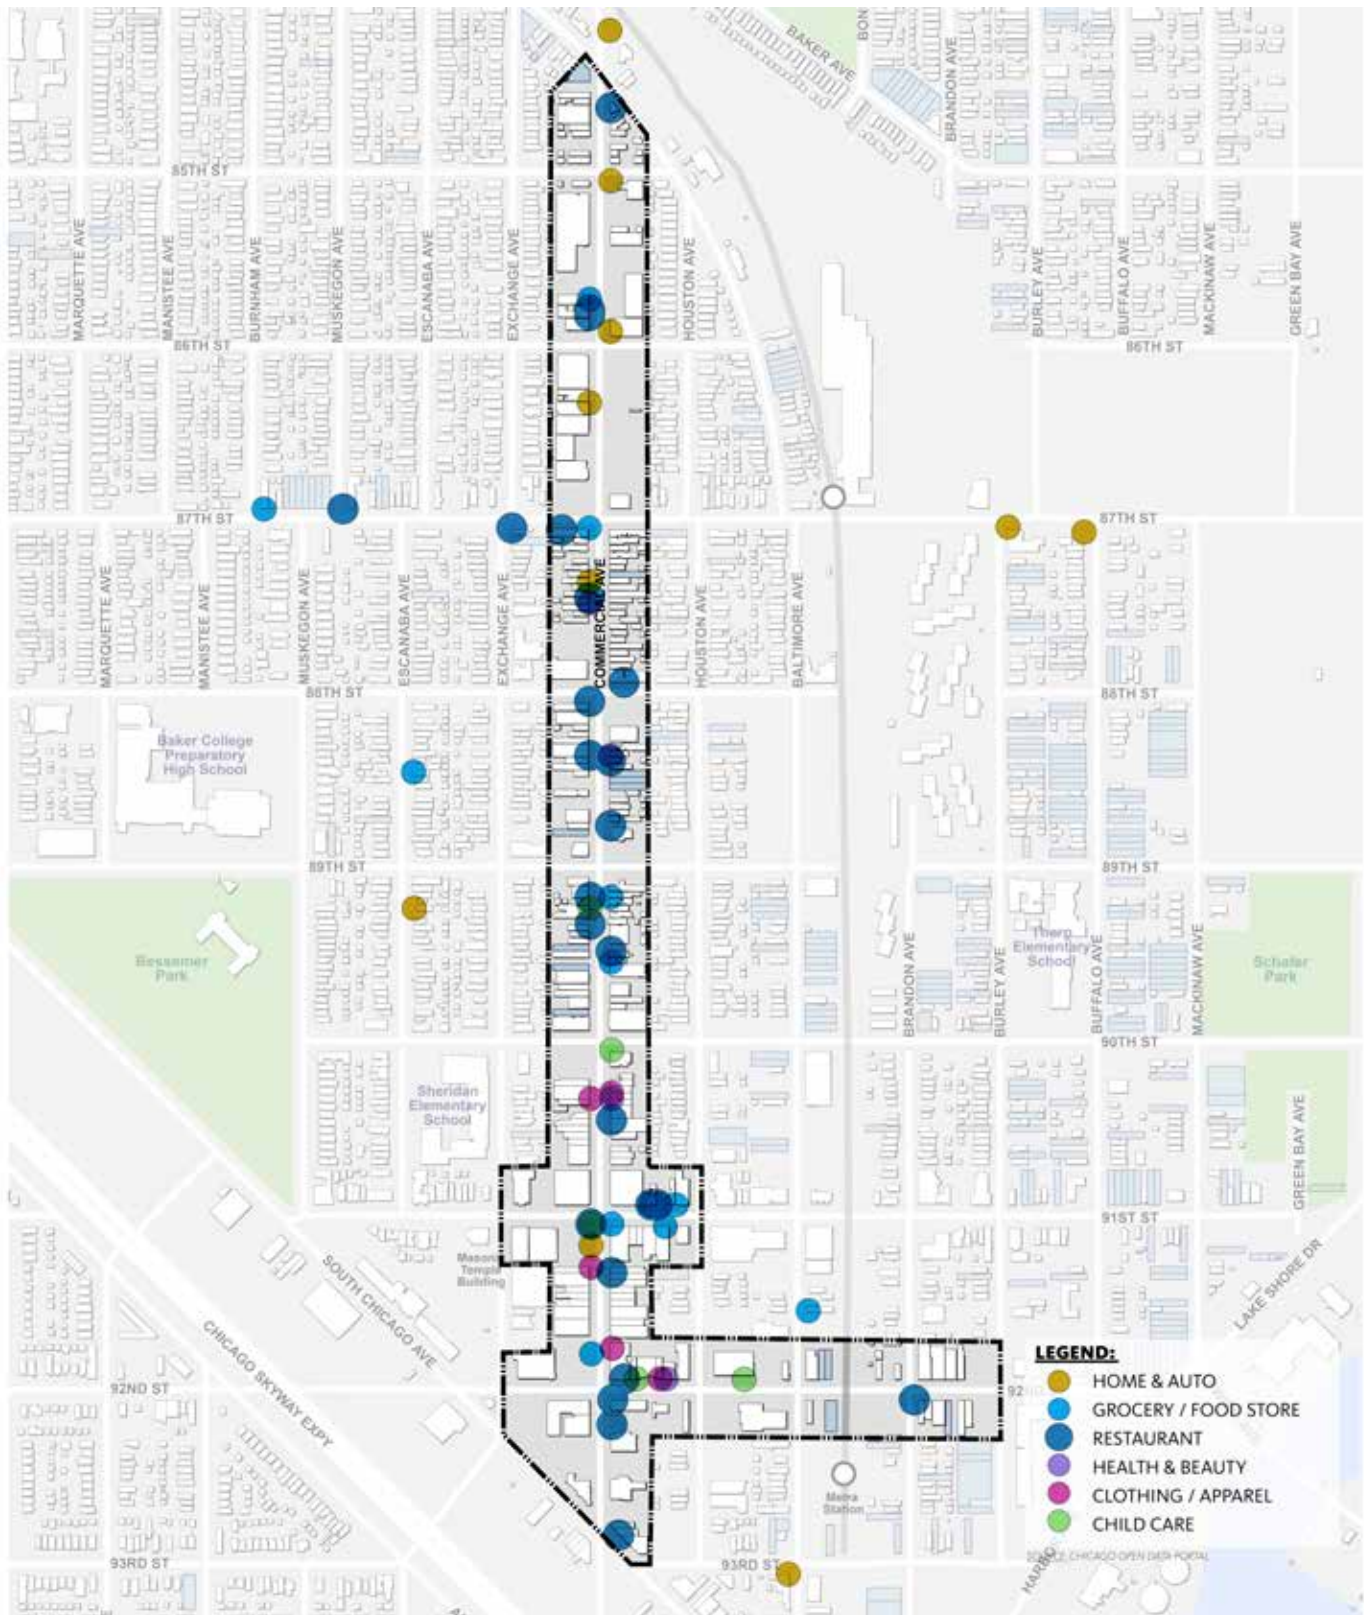 BAKER AVE
BON
BRANDON AVE
85TH ST
MARQUETTE AVE
MANISTEE AVE
BURNHAM AVE
MUSKEGON AVE
ESCANABA AVE
EXCHANGE AVE
HOUSTON AVE
BURLEY AVE
BUFFALO AVE
MACKINAW AVE
GREEN BAY AVE
86TH ST
86TH ST
87TH ST
87TH ST
MARQUETTE AVE
MANISTEE AVE
MUSKEGON AVE
ESCANABA AVE
EXCHANGE AVE
COMMERCIAL AVE
HOUSTON AVE
BALTIMORE AVE
88TH ST
88TH ST
Baker College
Preparatory
High School
89TH ST
89TH ST
Bessemer
Park
BRANDON AVE
BURLEY AVE
Thorp
Elementary
School
BUFFALO AVE
MACKINAW AVE
Schafer
Park
90TH ST
Sheridan
Elementary
School
GREEN BAY AVE
91ST ST
Masonic
Temple
Building
SOUTH CHICAGO AVE
CHICAGO SKYWAY EXPY
LAKE SHORE DR
92ND ST
LEGEND:
HOME & AUTO
GROCERY / FOOD STORE
RESTAURANT
HEALTH & BEAUTY
CLOTHING / APPAREL
CHILD CARE
Metra
Station
SOURCE: CHICAGO OPEN DATA PORTAL
93RD ST
93RD ST
HARBO